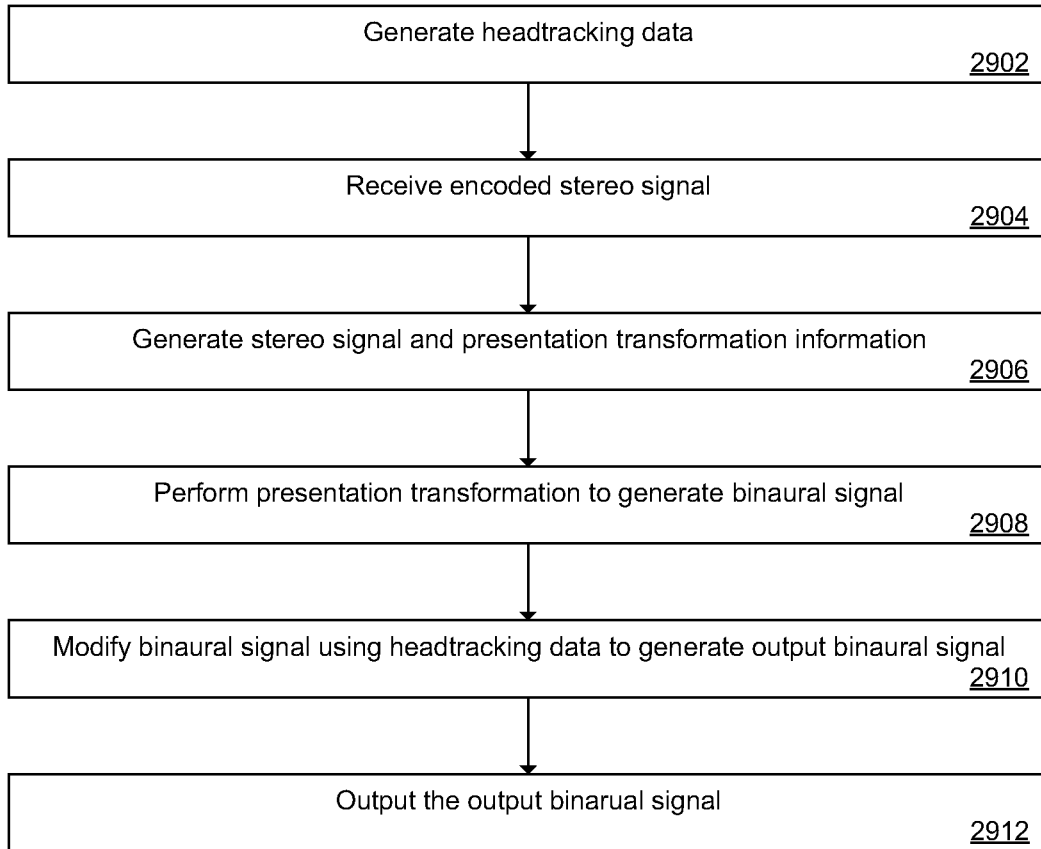 Generate headtracking data
2902
Receive encoded stereo signal
2904
Generate stereo signal and presentation transformation information
2906
Perform presentation transformation to generate binaural signal
2908
Modify binaural signal using headtracking data to generate output binaural signal
2910
Output the output binarual signal
2912